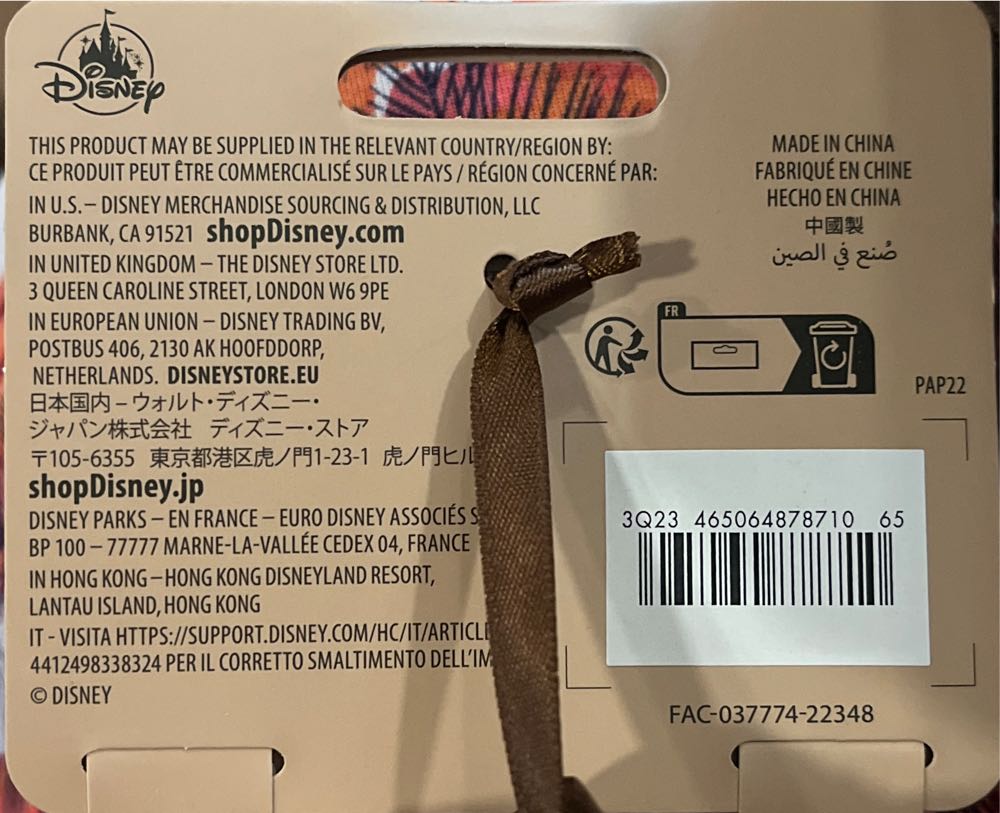 Disney
THIS PRODUCT MAY BE SUPPLIED IN THE RELEVANT COUNTRY/REGION BY:
CE PRODUIT PEUT ÊTRE COMMERCIALISÉ SUR LE PAYS / RÉGION CONCERNÉ PAR:
IN U.S. – DISNEY MERCHANDISE SOURCING & DISTRIBUTION, LLC
BURBANK, CA 91521 shopDisney.com
IN UNITED KINGDOM – THE DISNEY STORE LTD.
3 QUEEN CAROLINE STREET, LONDON W6 9PE
IN EUROPEAN UNION – DISNEY TRADING BV,
POSTBUS 406, 2130 AK HOOFDDORP,
NETHERLANDS. DISNEYSTORE.EU
日本国内 – ウォルト・ディズニー・
ジャパン株式会社 ディズニー・ストア
〒105-6355 東京都港区虎ノ門1-23-1 虎ノ門ヒル
shopDisney.jp
DISNEY PARKS – EN FRANCE – EURO DISNEY ASSOCIÉS S
BP 100 – 77777 MARNE-LA-VALLÉE CEDEX 04, FRANCE
IN HONG KONG – HONG KONG DISNEYLAND RESORT,
LANTAU ISLAND, HONG KONG
IT - VISITA HTTPS://SUPPORT.DISNEY.COM/HC/IT/ARTICLE
4412498338324 PER IL CORRETTO SMALTIMENTO DELL'IM
© DISNEY
MADE IN CHINA
FABRIQUÉ EN CHINE
HECHO EN CHINA
中國製
صُنع في الصين
FR
PAP22
3Q23 465064878710 65
FAC-037774-22348